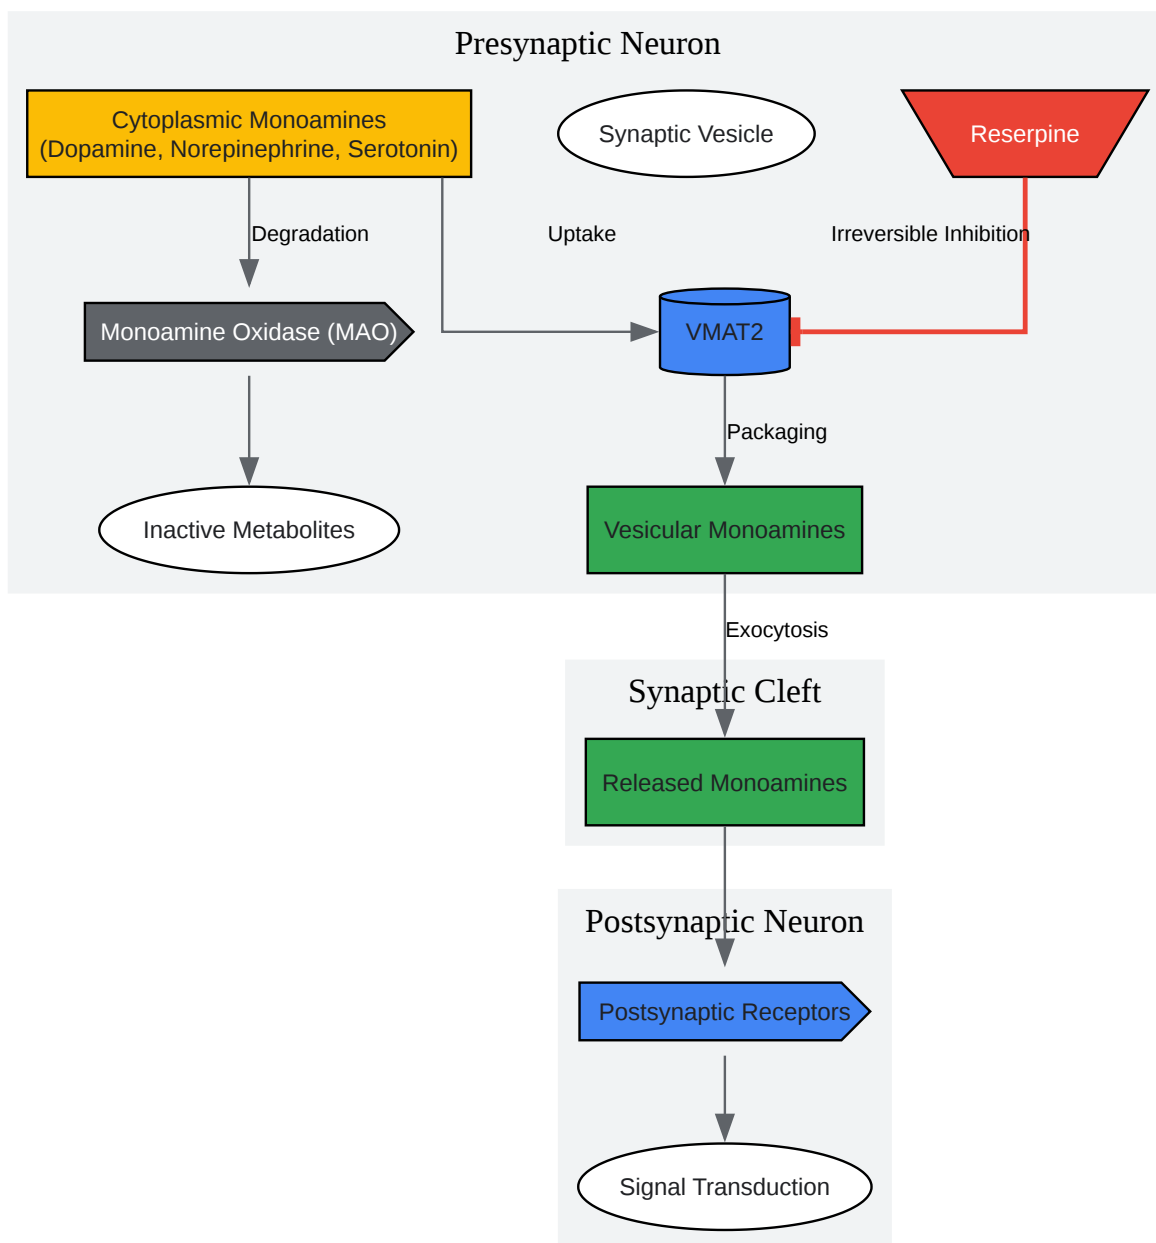 Presynaptic Neuron
Cytoplasmic Monoamines
(Dopamine, Norepinephrine, Serotonin)
Synaptic Vesicle
Reserpine
Degradation
Uptake
Irreversible Inhibition
Monoamine Oxidase (MAO)
VMAT2
Packaging
Inactive Metabolites
Vesicular Monoamines
Exocytosis
Synaptic Cleft
Released Monoamines
Postsynaptic Neuron
Postsynaptic Receptors
Signal Transduction